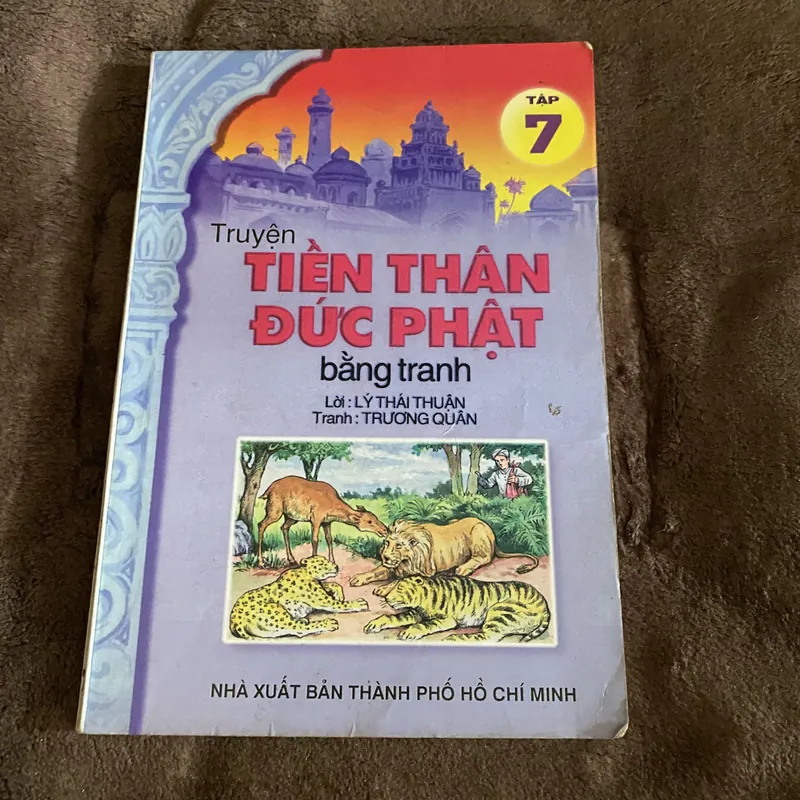 TẬP
7
Truyện
TIỀN THÂN
ĐỨC PHẬT
bằng tranh
Lời : LÝ THÁI THUẬN
Tranh : TRƯƠNG QUÂN
NHÀ XUẤT BẢN THÀNH PHỐ HỒ CHÍ MINH